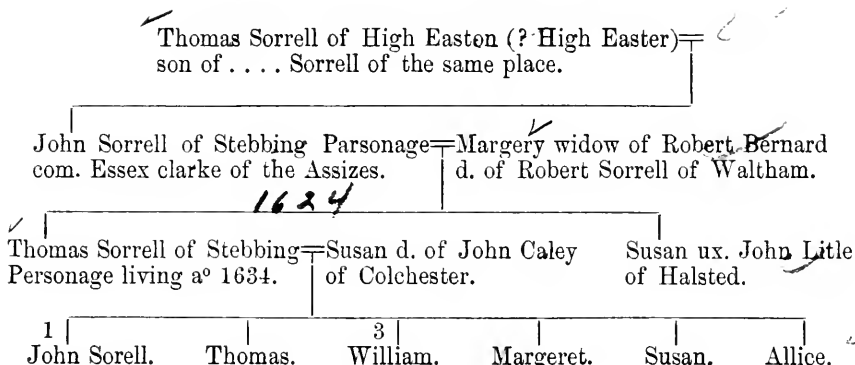 Thomas Sorrell of High Easton (? High Easter)
son of . . . . Sorrell of the same place.
John Sorrell of Stebbing Parsonage=Margery widow of Robert Bernard
com. Essex clarke of the Assizes. d. of Robert Sorrell of Waltham.
1624
Thomas Sorrell of Stebbing=Susan d. of John Caley Susan ux. John Litle
Personage living aº 1634. of Colchester. of Halsted.
1 3
John Sorell. Thomas. William. Margeret. Susan. Allice.